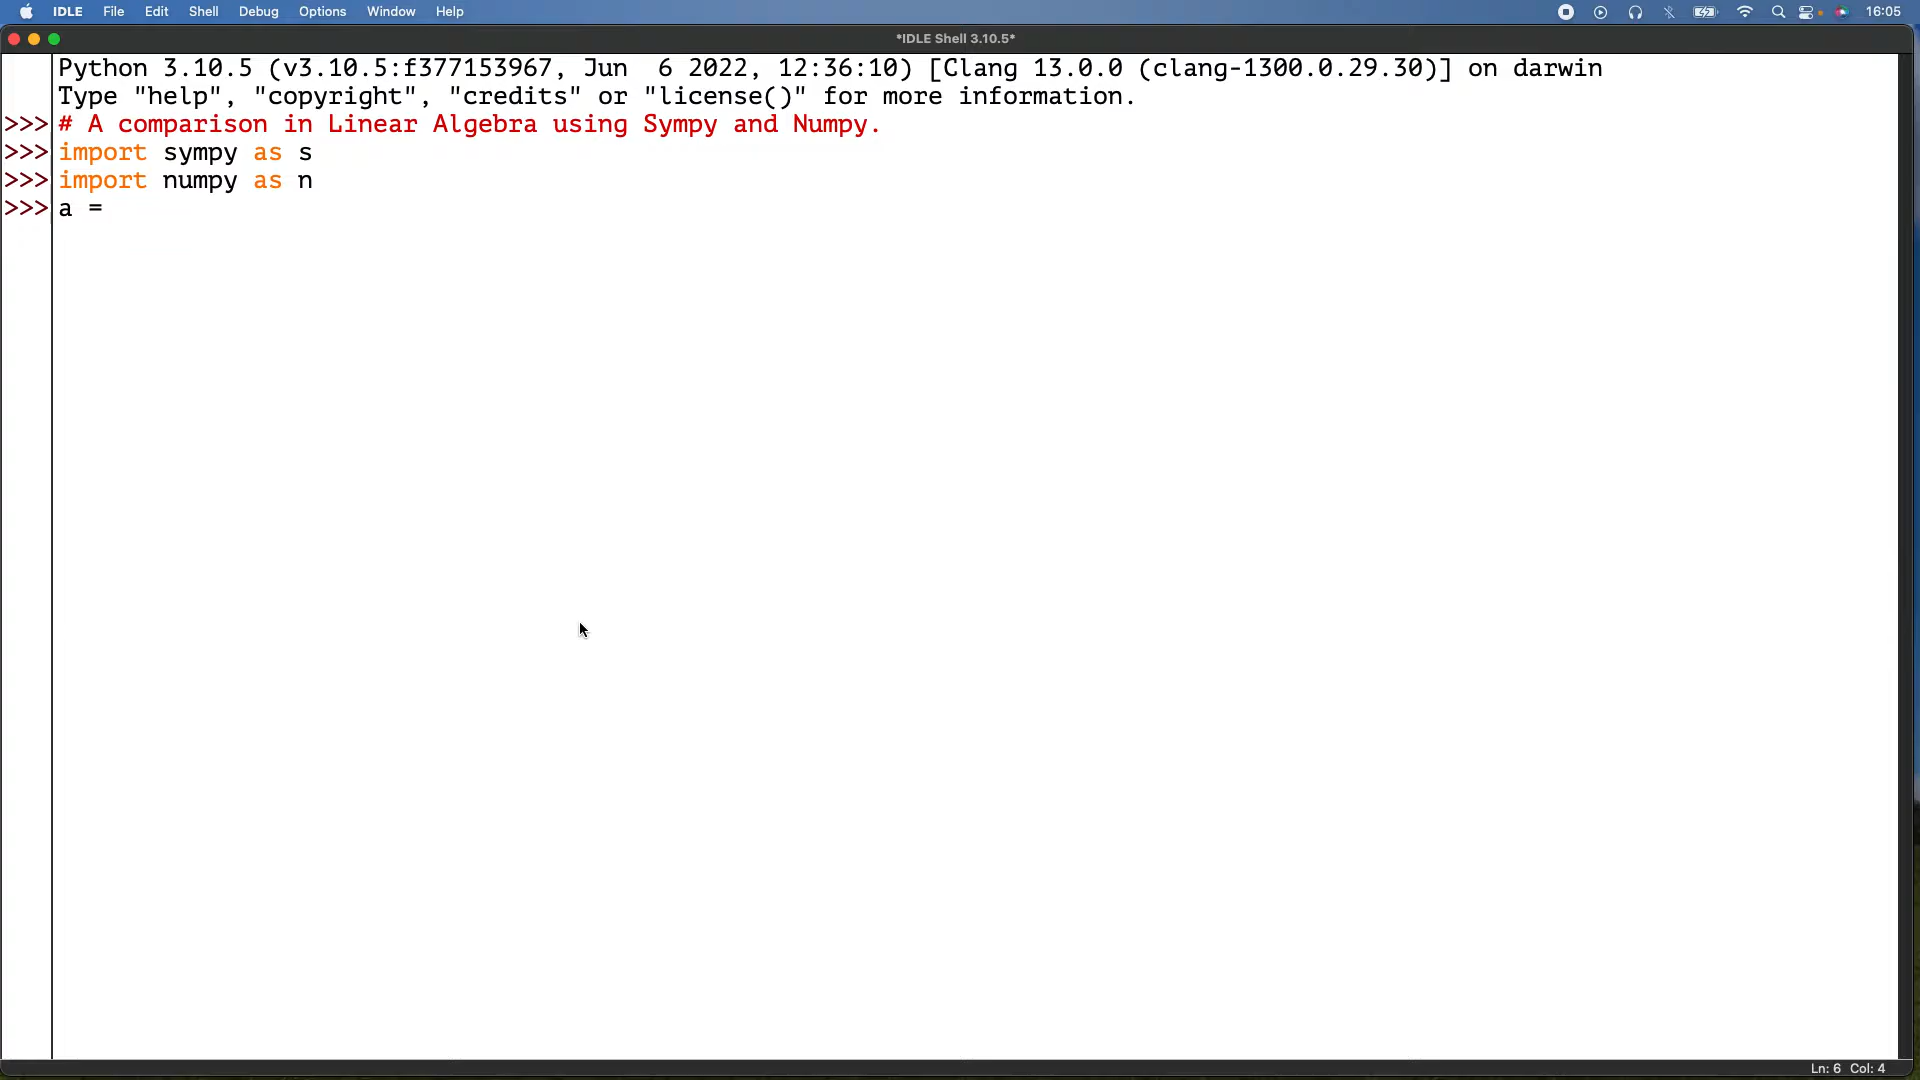 IDLE File Edit Shell Debug Options Window Help 16:05
*IDLE Shell 3.10.5*
Python 3.10.5 (v3.10.5:f377153967, Jun  6 2022, 12:36:10) [Clang 13.0.0 (clang-1300.0.29.30)] on darwin
Type "help", "copyright", "credits" or "license()" for more information.
>>> # A comparison in Linear Algebra using Sympy and Numpy.
>>> import sympy as s
>>> import numpy as n
>>> a =
Ln: 6 Col: 4